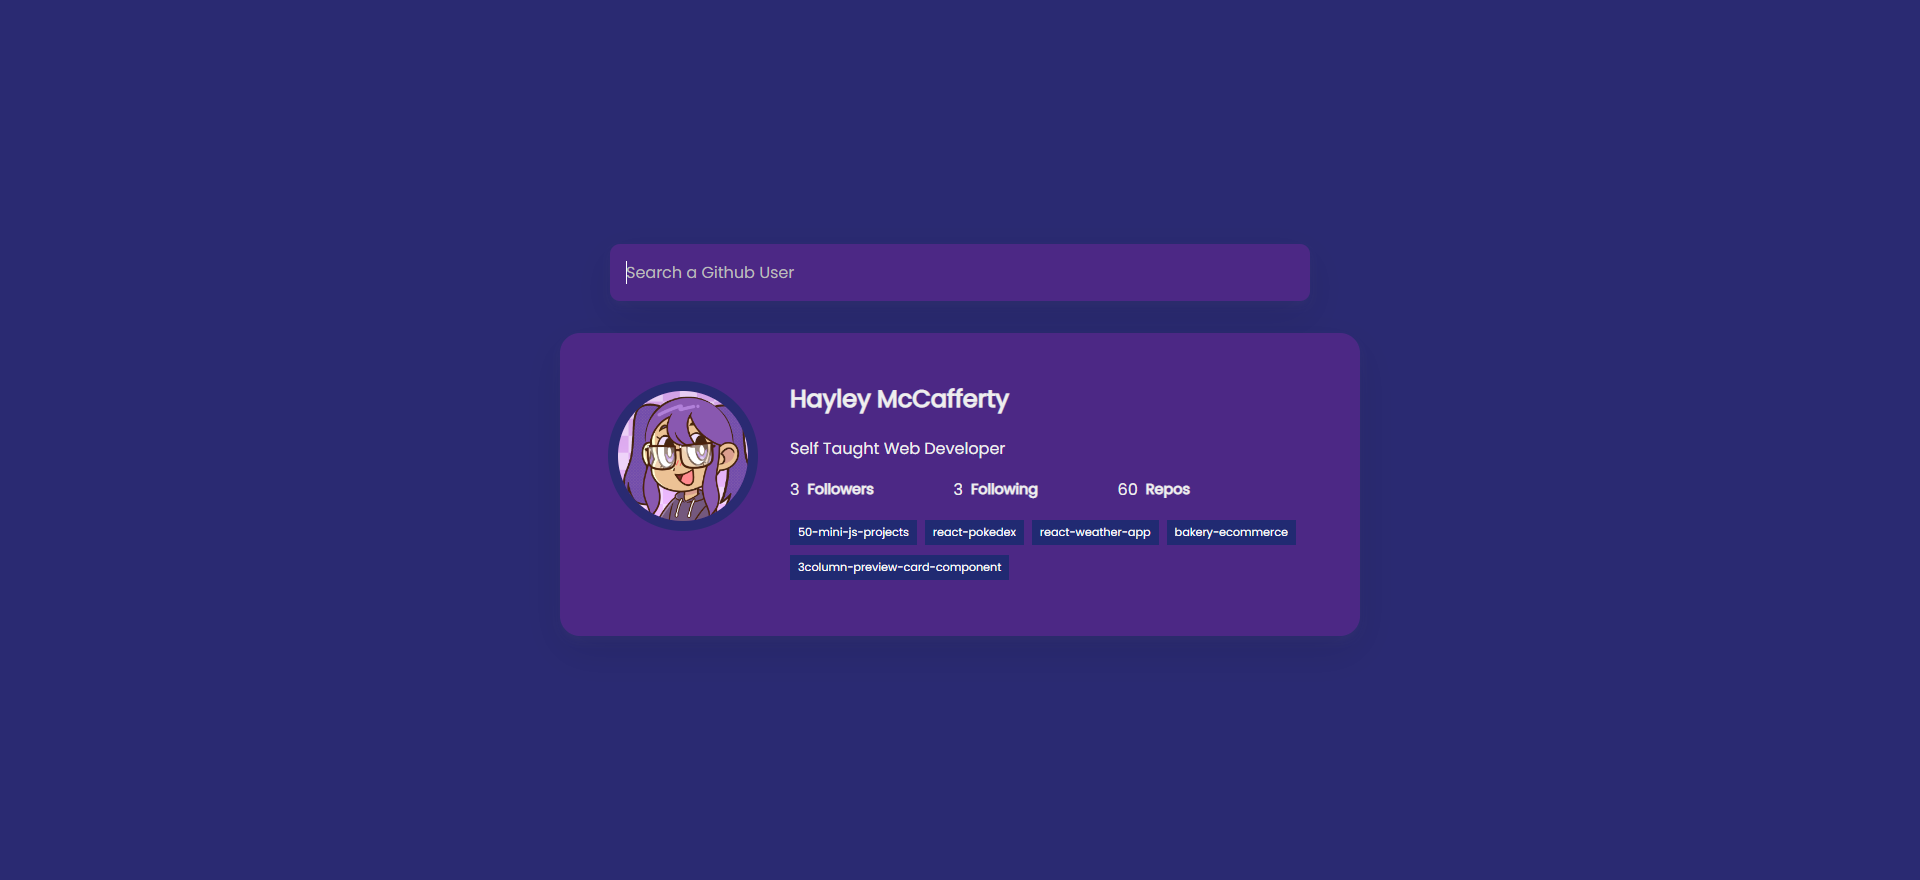 Search a Github User
Hayley McCafferty
Self Taught Web Developer
3 Followers 3 Following 60 Repos
50-mini-js-projects react-pokedex react-weather-app bakery-ecommerce
3column-preview-card-component